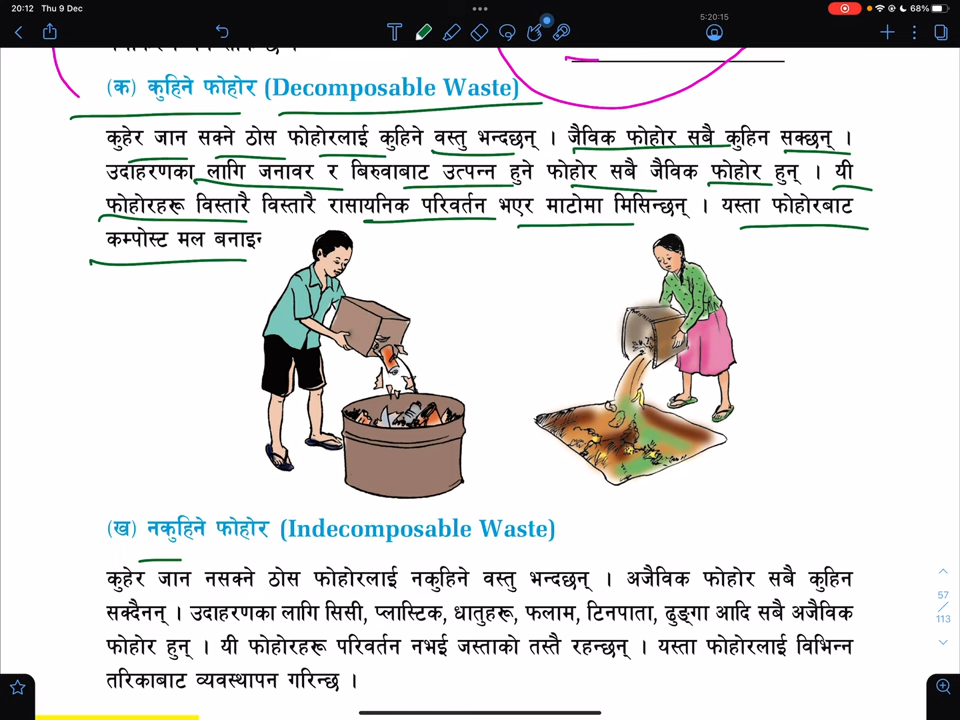 20:12 Thu 9 Dec
5:20:15
68%
(क) कुहिने फोहोर (Decomposable Waste)
कुहेर जान सक्ने ठोस फोहोरलाई कुहिने वस्तु भन्दछन् । जैविक फोहोर सबै कुहिन सक्छन् ।
उदाहरणका लागि जनावर र बिरुवाबाट उत्पन्न हुने फोहोर सबै जैविक फोहोर हुन् । यी
फोहोरहरू विस्तारै विस्तारै रासायनिक परिवर्तन भएर माटोमा मिसिन्छन् । यस्ता फोहोरबाट
कम्पोस्ट मल
(ख) नकुहिने फोहोर (Indecomposable Waste)
कुहेर जान नसक्ने ठोस फोहोरलाई नकुहिने वस्तु भन्दछन् । अजैविक फोहोर सबै कुहिन
सक्दैनन् । उदाहरणका लागि सिसी, प्लास्टिक, धातुहरू, फलाम, टिनपाता, ढुङ्गा आदि सबै अजैविक
फोहोर हुन् । यी फोहोरहरू परिवर्तन नभई जस्ताको तस्तै रहन्छन् । यस्ता फोहोरलाई विभिन्न
तरिकाबाट व्यवस्थापन गरिन्छ ।
57
113